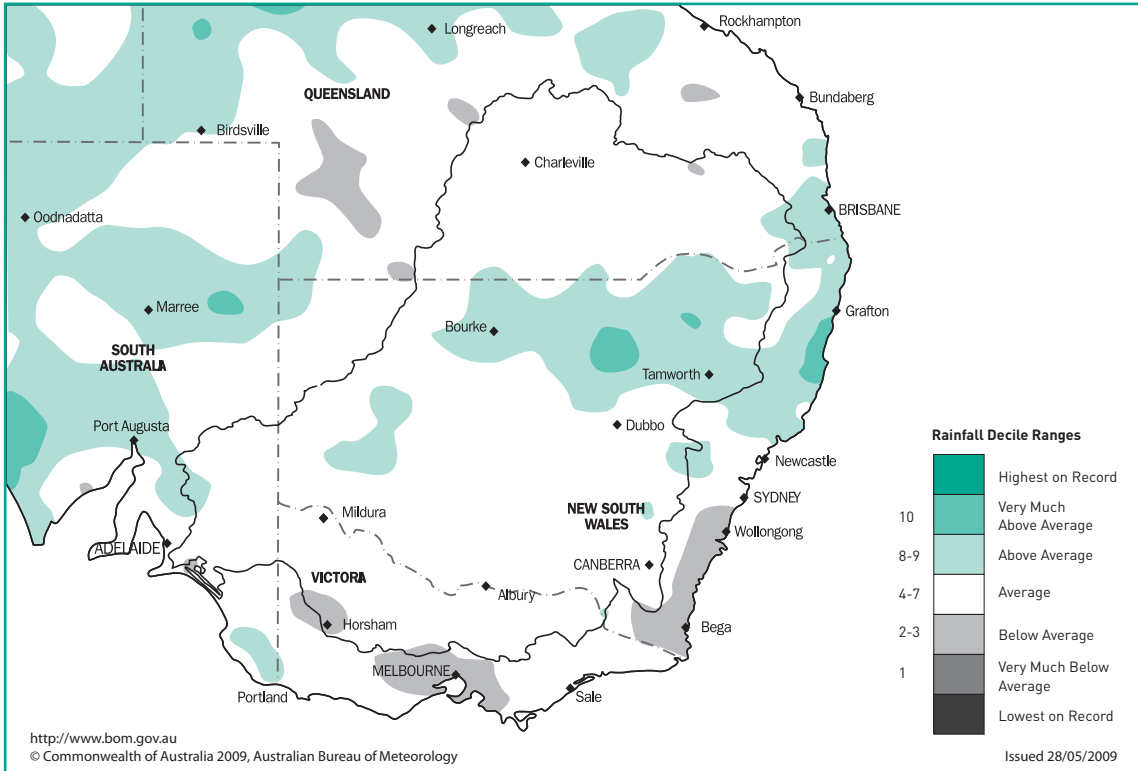 Rockhampton
Longreach
QUEENSLAND
Bundaberg
Birdsville
Charleville
Oodnadatta
BRISBANE
Marree
Grafton
Bourke
SOUTH
AUSTRALIA
Tamworth
Port Augusta
Dubbo
Newcastle
SYDNEY
NEW SOUTH
WALES
Mildura
Wollongong
ADELAIDE
CANBERRA
VICTORIA
Albury
Horsham
Bega
MELBOURNE
Portland
Sale
Rainfall Decile Ranges
Highest on Record
10
Very Much
Above Average
8-9
Above Average
4-7
Average
2-3
Below Average
1
Very Much Below
Average
Lowest on Record
http://www.bom.gov.au
© Commonwealth of Australia 2009, Australian Bureau of Meteorology
Issued 28/05/2009